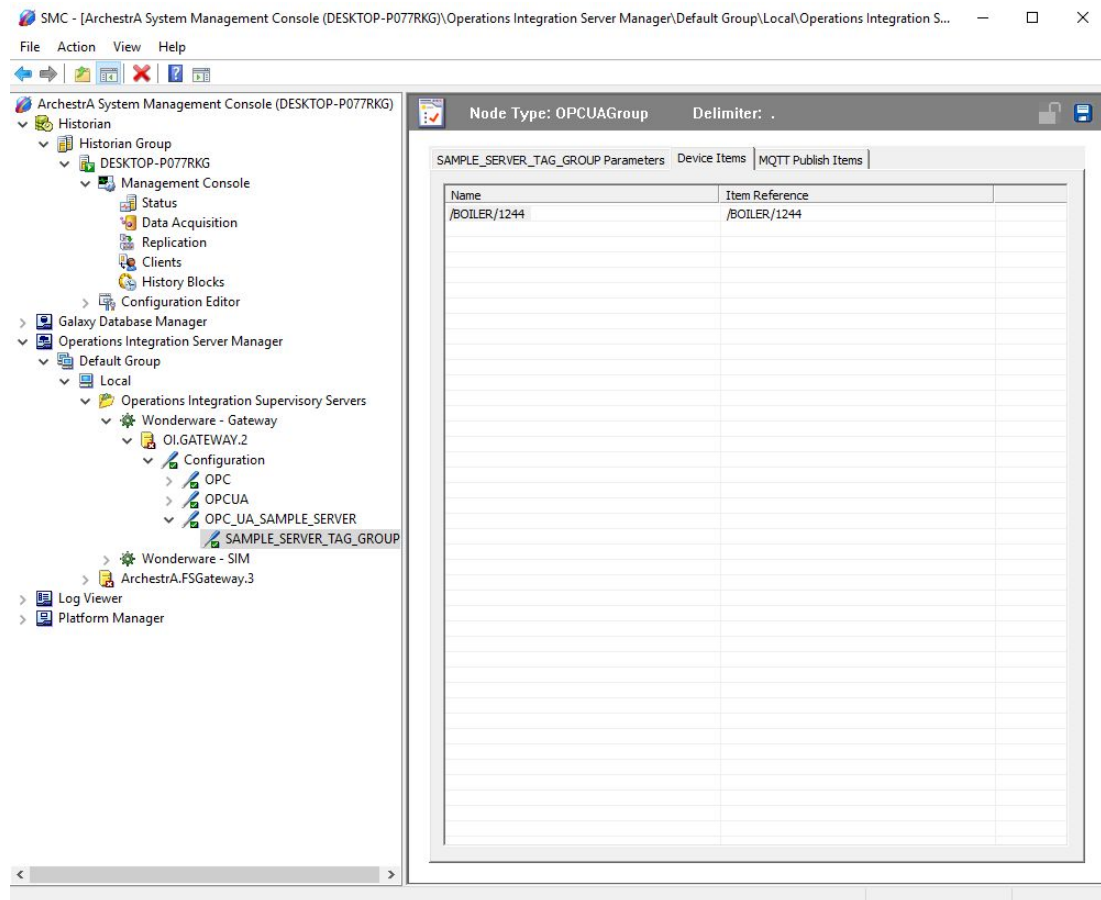 SMC - [ArchestrA System Management Console (DESKTOP-P077RKG)\Operations Integration Server Manager\Default Group\Local\Operations Integration S...
File Action View Help
ArchestrA System Management Console (DESKTOP-P077RKG)
Historian
Historian Group
DESKTOP-P077RKG
Management Console
Status
Data Acquisition
Replication
Clients
History Blocks
Configuration Editor
Galaxy Database Manager
Operations Integration Server Manager
Default Group
Local
Operations Integration Supervisory Servers
Wonderware - Gateway
OI.GATEWAY.2
Configuration
OPC
OPCUA
OPC_UA_SAMPLE_SERVER
SAMPLE_SERVER_TAG_GROUP
Wonderware - SIM
ArchestrA.FSGateway.3
Log Viewer
Platform Manager
Node Type: OPCUAGroup Delimiter: .
SAMPLE_SERVER_TAG_GROUP Parameters Device Items MQTT Publish Items
Name Item Reference
/BOILER/1244 /BOILER/1244